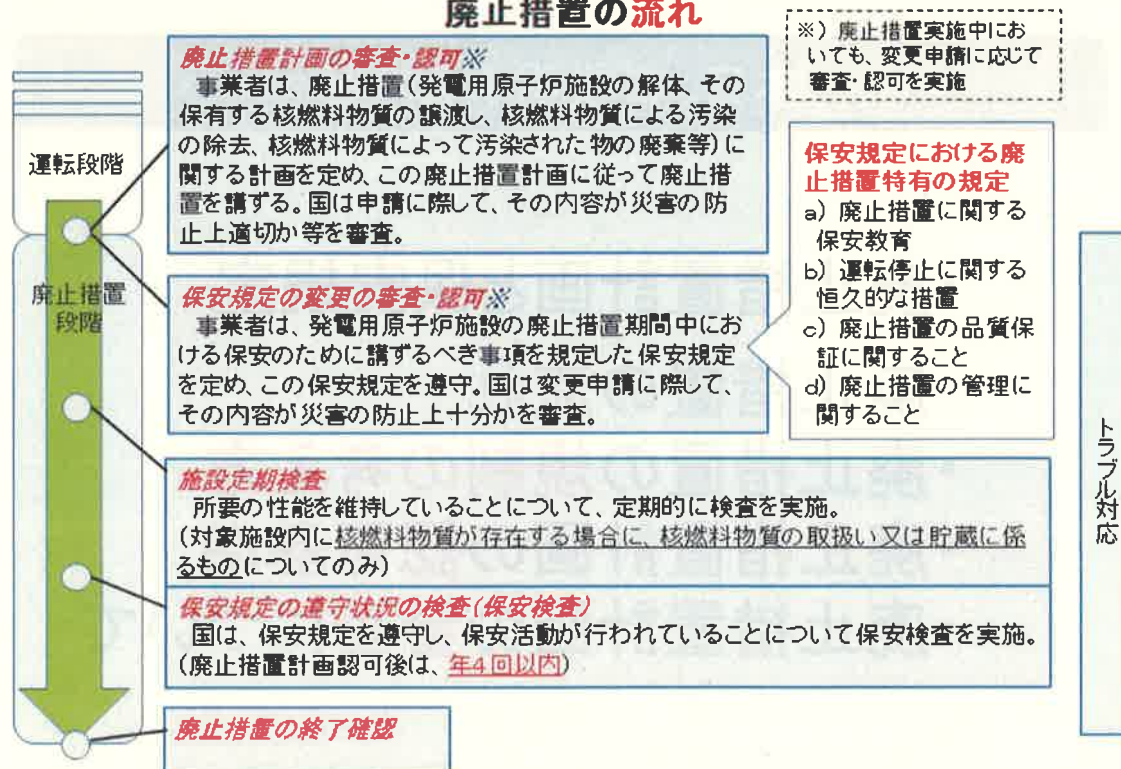 廃止措置の流れ
※）廃止措置実施中にお
いても、変更申請に応じて
審査・認可を実施
廃止措置計画の審査・認可※
事業者は、廃止措置（発電用原子炉施設の解体、その
保有する核燃料物質の譲渡し、核燃料物質による汚染
の除去、核燃料物質によって汚染された物の廃棄等）に
関する計画を定め、この廃止措置計画に従って廃止措
置を講ずる。国は申請に際して、その内容が災害の防
止上適切か等を審査。
運転段階
廃止措置
段階
保安規定の変更の審査・認可※
事業者は、発電用原子炉施設の廃止措置期間中にお
ける保安のために講ずるべき事項を規定した保安規定
を定め、この保安規定を遵守。国は変更申請に際して、
その内容が災害の防止上十分かを審査。
保安規定における廃
止措置特有の規定
a）廃止措置に関する
保安教育
b）運転停止に関する
恒久的な措置
c）廃止措置の品質保
証に関すること
d）廃止措置の管理に
関すること
施設定期検査
所要の性能を維持していることについて、定期的に検査を実施。
（対象施設内に核燃料物質が存在する場合に、核燃料物質の取扱い又は貯蔵に係
るものについてのみ）
保安規定の遵守状況の検査（保安検査）
国は、保安規定を遵守し、保安活動が行われていることについて保安検査を実施。
（廃止措置計画認可後は、年４回以内）
廃止措置の終了確認
トラブル対応